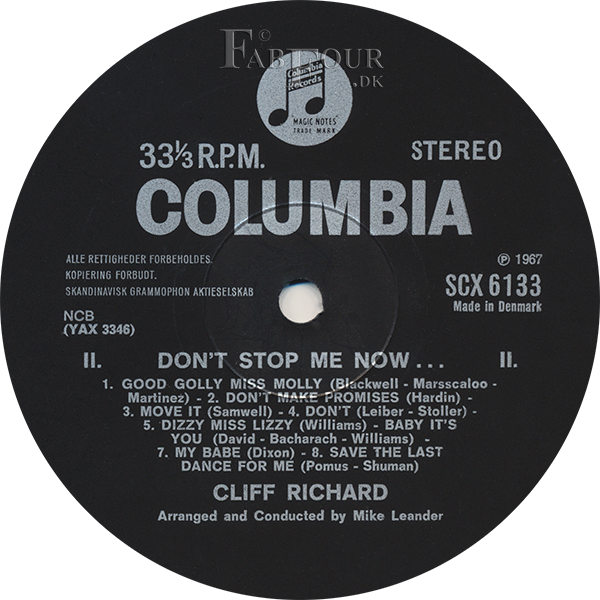 ©
FAB4FOUR
.DK
Columbia
Records
"MAGIC NOTES"
TRADE MARK
33⅓ R.P.M.
STEREO
COLUMBIA
ALLE RETTIGHEDER FORBEHOLDES.
KOPIERING FORBUDT.
SKANDINAVISK GRAMMOPHON AKTIESELSKAB
℗ 1967
SCX 6133
Made in Denmark
NCB
(YAX 3346)
II. DON'T STOP ME NOW... II.
1. GOOD GOLLY MISS MOLLY (Blackwell - Marsscaloo -
Martinez) - 2. DON'T MAKE PROMISES (Hardin) -
3. MOVE IT (Samwell) - 4. DON'T (Leiber - Stoller) -
5. DIZZY MISS LIZZY (Williams) - BABY IT'S
YOU (David - Bacharach - Williams) -
7. MY BABE (Dixon) - 8. SAVE THE LAST
DANCE FOR ME (Pomus - Shuman)
CLIFF RICHARD
Arranged and Conducted by Mike Leander